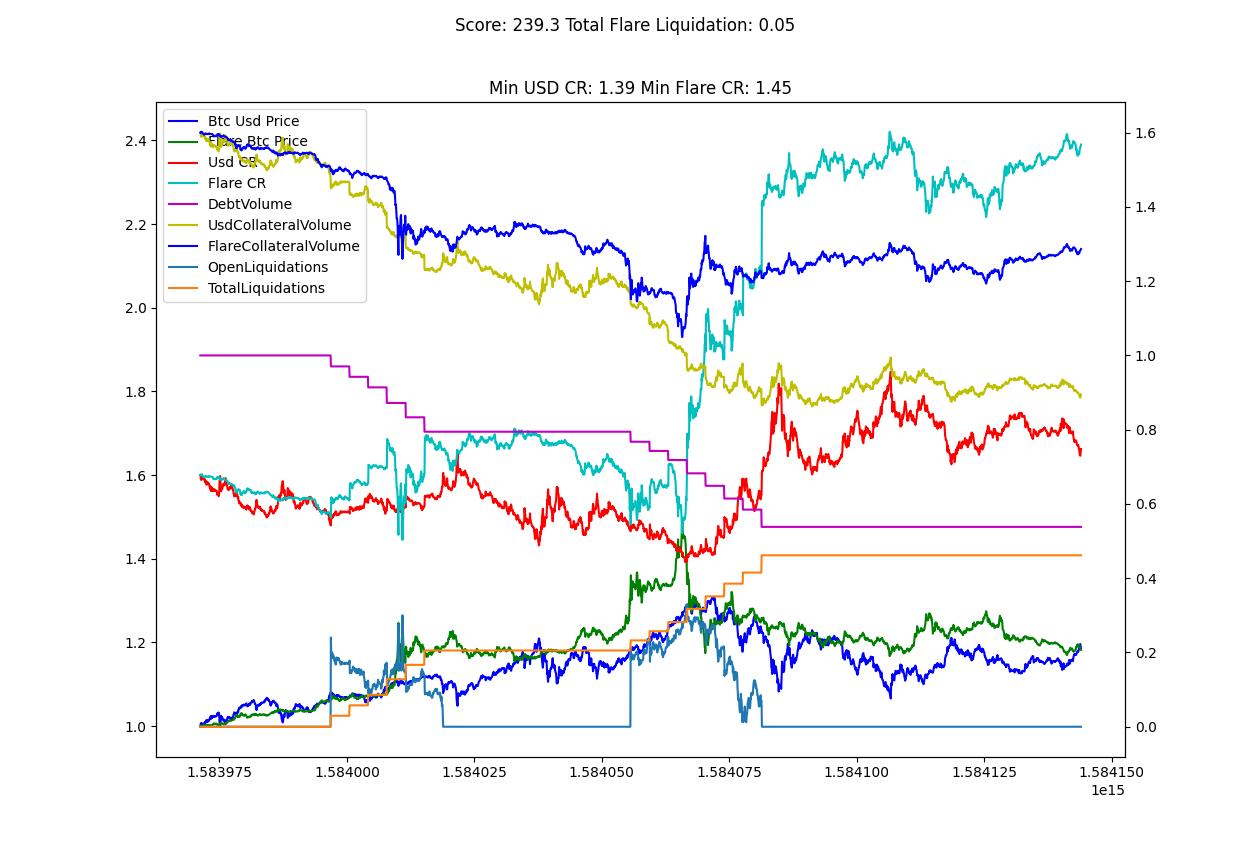 Score: 239.3 Total Flare Liquidation: 0.05
Min USD CR: 1.39 Min Flare CR: 1.45
Btc Usd Price
Flare Btc Price
Usd CR
Flare CR
DebtVolume
UsdCollateralVolume
FlareCollateralVolume
OpenLiquidations
TotalLiquidations
2.4
2.2
2.0
1.8
1.6
1.4
1.2
1.0
1.6
1.4
1.2
1.0
0.8
0.6
0.4
0.2
0.0
1.583975
1.584000
1.584025
1.584050
1.584075
1.584100
1.584125
1.584150
1e15